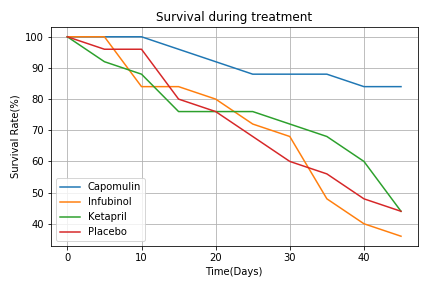 Survival during treatment
Survival Rate(%)
100
90
80
70
60
50
40
Capomulin
Infubinol
Ketapril
Placebo
0 10 20 30 40
Time(Days)